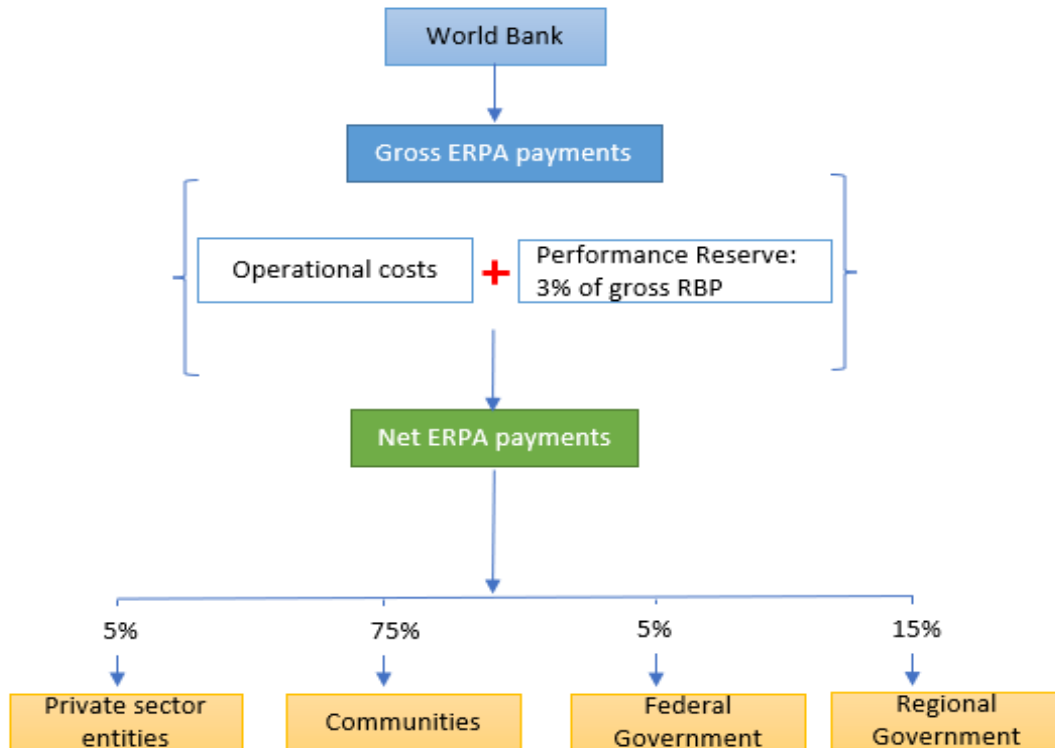 World Bank
Gross ERPA payments
Operational costs
+
Performance Reserve:
3% of gross RBP
Net ERPA payments
5%
75%
5%
15%
Private sector
entities
Communities
Federal
Government
Regional
Government